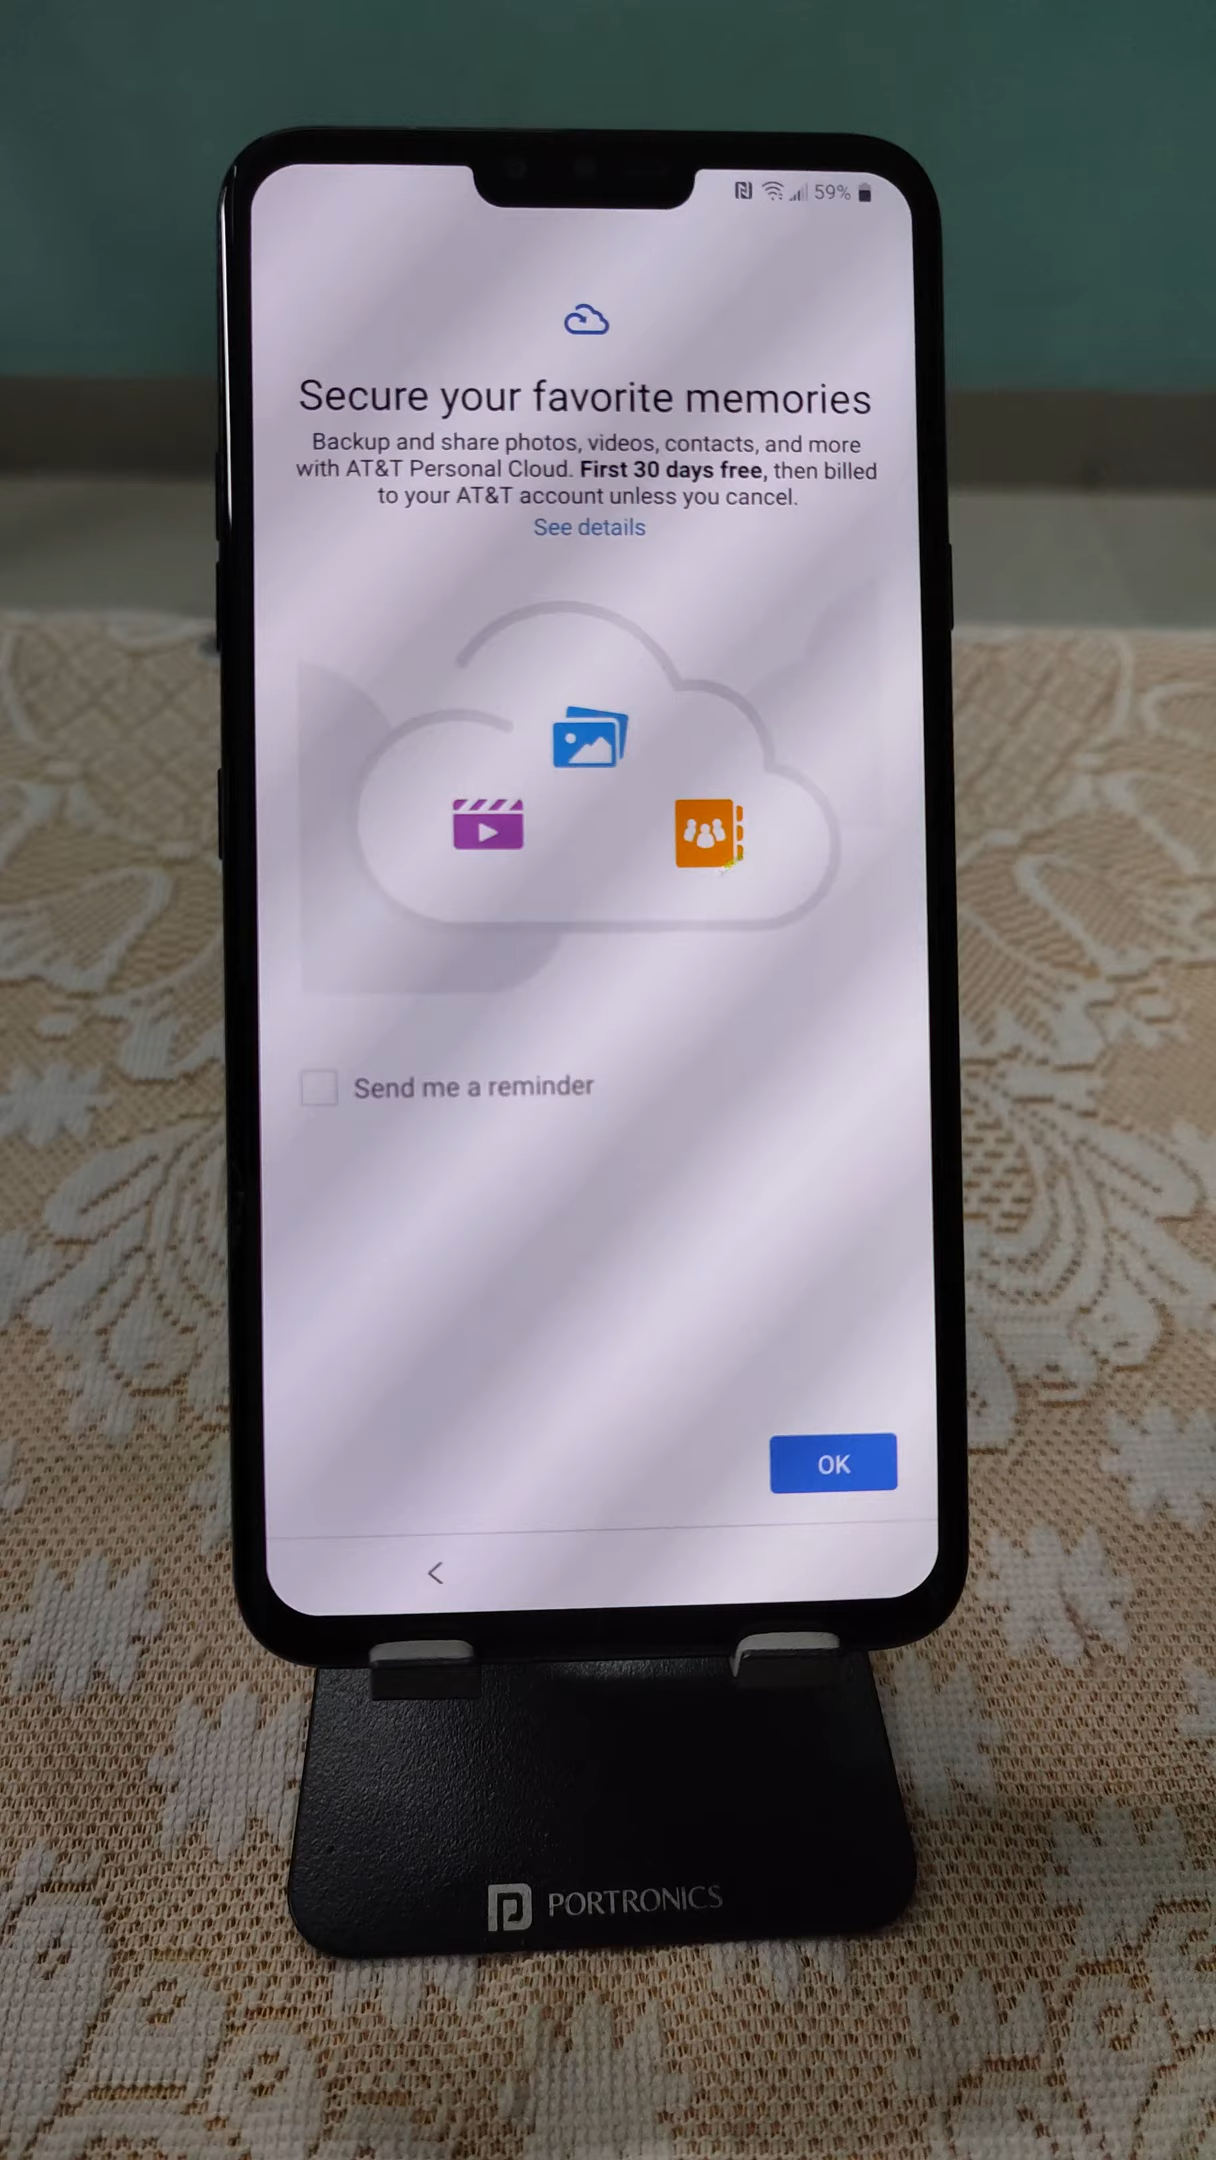 59%
Secure your favorite memories
Backup and share photos, videos, contacts, and more
with AT&T Personal Cloud. First 30 days free, then billed
to your AT&T account unless you cancel.
See details
Send me a reminder
OK
PORTRONICS